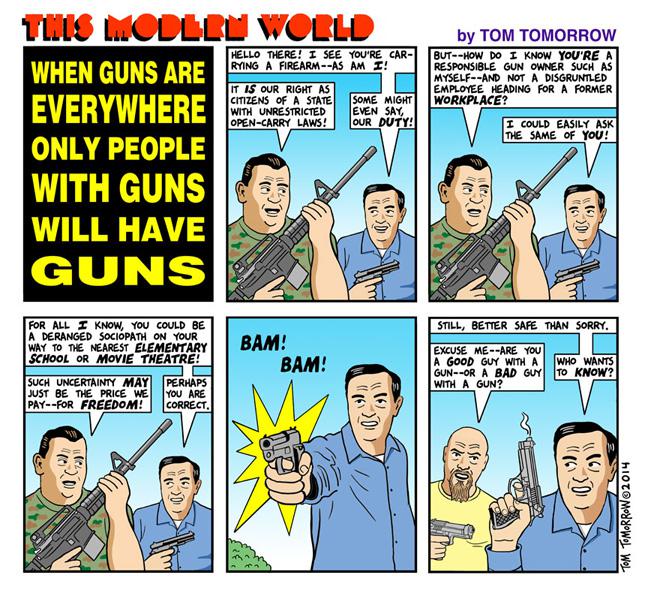 THIS MODERN WORLD
by TOM TOMORROW
WHEN GUNS ARE
EVERYWHERE
ONLY PEOPLE
WITH GUNS
WILL HAVE
GUNS
HELLO THERE! I SEE YOU'RE CAR-
RYING A FIREARM--AS AM I!
IT IS OUR RIGHT AS
CITIZENS OF A STATE
WITH UNRESTRICTED
OPEN-CARRY LAWS!
SOME MIGHT
EVEN SAY,
OUR DUTY!
BUT--HOW DO I KNOW YOU'RE A
RESPONSIBLE GUN OWNER SUCH AS
MYSELF--AND NOT A DISGRUNTLED
EMPLOYEE HEADING FOR A FORMER
WORKPLACE?
I COULD EASILY ASK
THE SAME OF YOU!
FOR ALL I KNOW, YOU COULD BE
A DERANGED SOCIOPATH ON YOUR
WAY TO THE NEAREST ELEMENTARY
SCHOOL OR MOVIE THEATRE!
SUCH UNCERTAINTY MAY
JUST BE THE PRICE WE
PAY--FOR FREEDOM!
PERHAPS
YOU ARE
CORRECT.
BAM!
BAM!
STILL, BETTER SAFE THAN SORRY.
EXCUSE ME--ARE YOU
A GOOD GUY WITH A
GUN--OR A BAD GUY
WITH A GUN?
WHO WANTS
TO KNOW?
TOM TOMORROW©2014